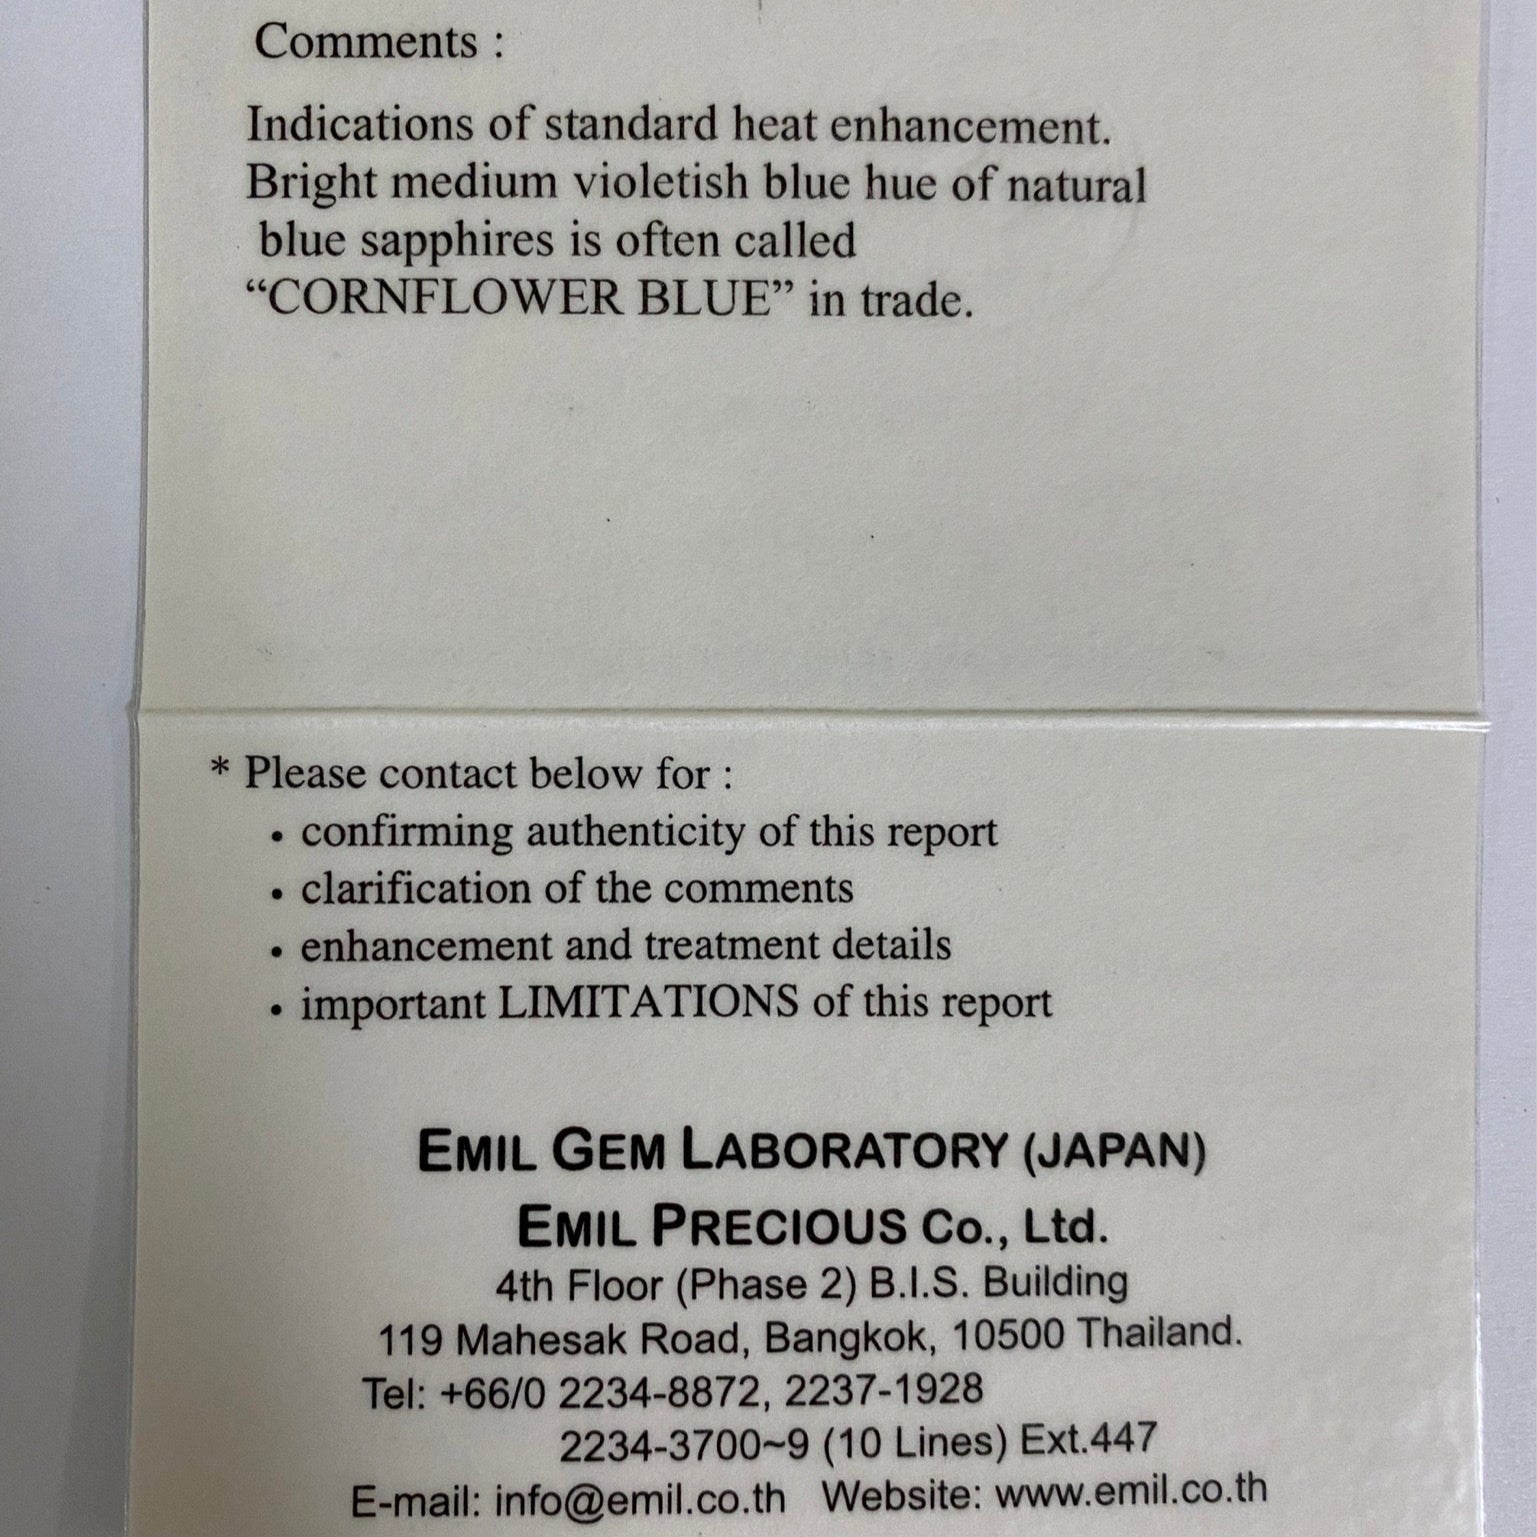 Comments :
Indications of standard heat enhancement.
Bright medium violetish blue hue of natural
blue sapphires is often called
“CORNFLOWER BLUE” in trade.
* Please contact below for :
• confirming authenticity of this report
• clarification of the comments
• enhancement and treatment details
• important LIMITATIONS of this report
EMIL GEM LABORATORY (JAPAN)
EMIL PRECIOUS Co., Ltd.
4th Floor (Phase 2) B.I.S. Building
119 Mahesak Road, Bangkok, 10500 Thailand.
Tel: +66/0 2234-8872, 2237-1928
2234-3700~9 (10 Lines) Ext.447
E-mail: info@emil.co.th Website: www.emil.co.th